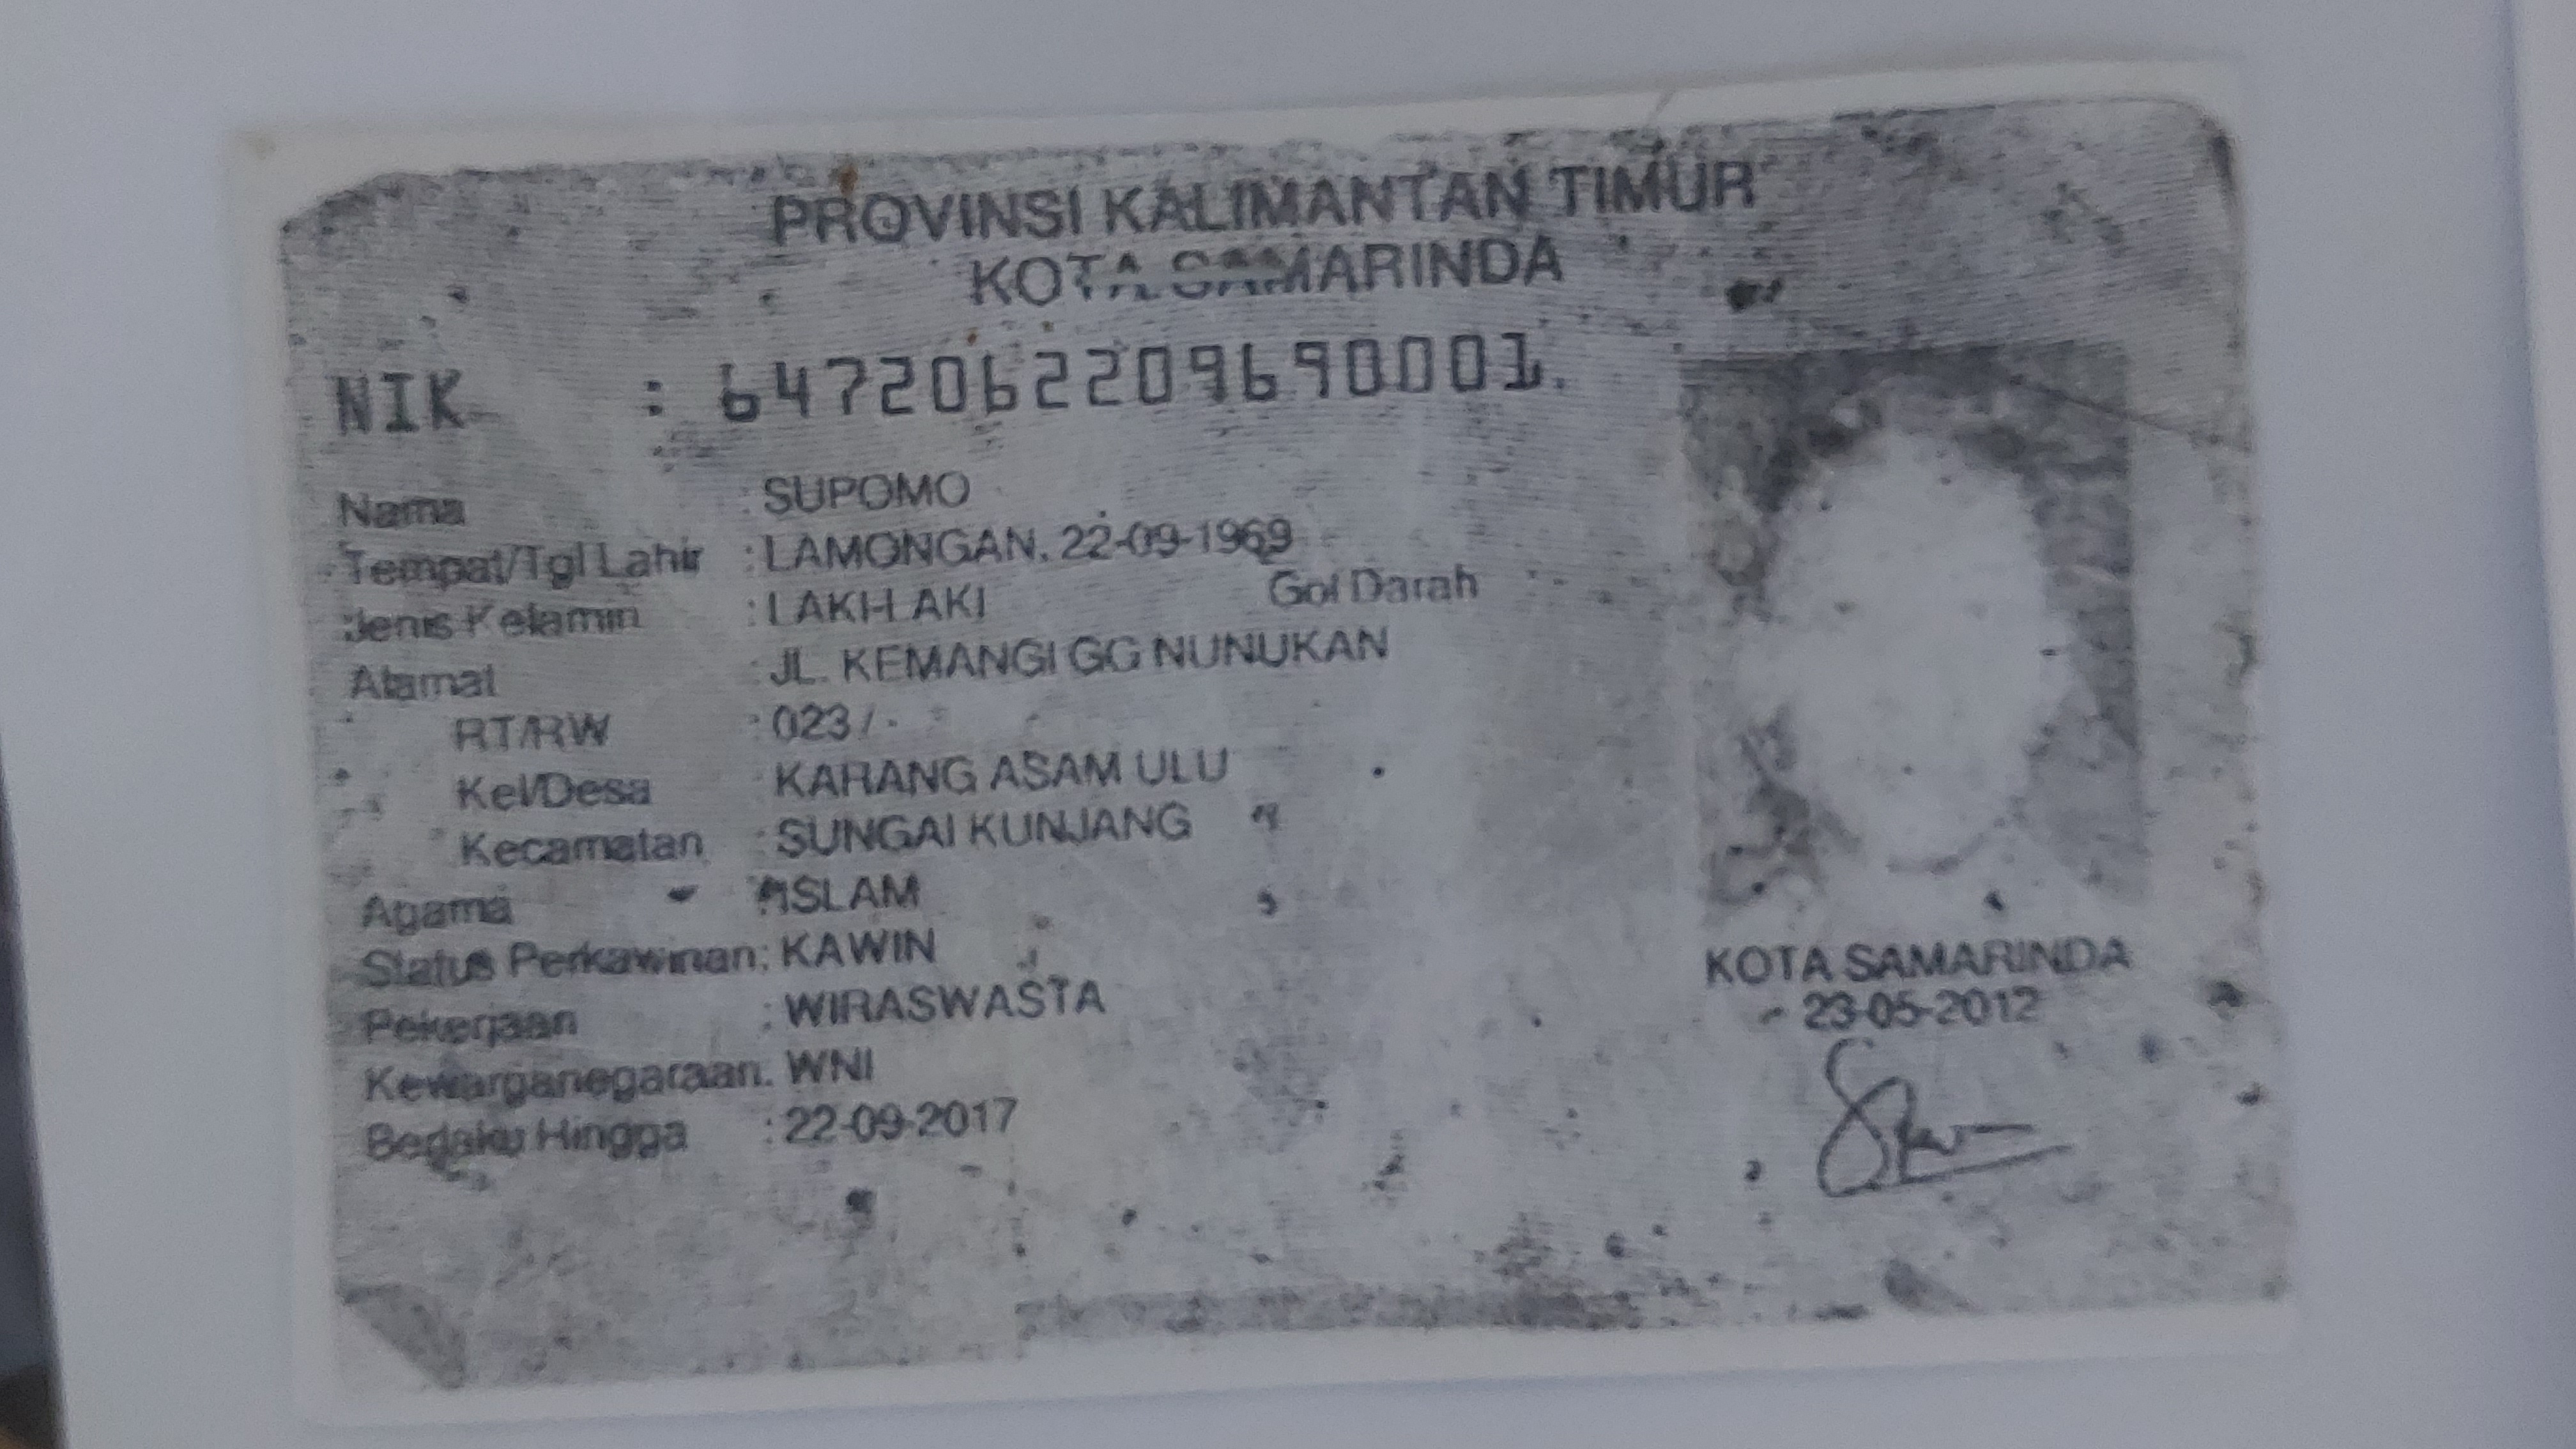 PROVINSI KALIMANTAN TIMUR
KOTA SAMARINDA
NIK : 6472062209690001
Nama : SUPOMO
Tempat/Tgl Lahir : LAMONGAN, 22-09-1969
Jenis Kelamin : LAKI-LAKI Gol Darah : -
Alamat : JL. KEMANGI GG NUNUKAN
RT/RW : 023 / -
Kel/Desa : KARANG ASAM ULU
Kecamatan : SUNGAI KUNJANG
Agama : ISLAM
Status Perkawinan : KAWIN
Pekerjaan : WIRASWASTA
Kewarganegaraan : WNI
Berlaku Hingga : 22-09-2017
KOTA SAMARINDA
23-05-2012